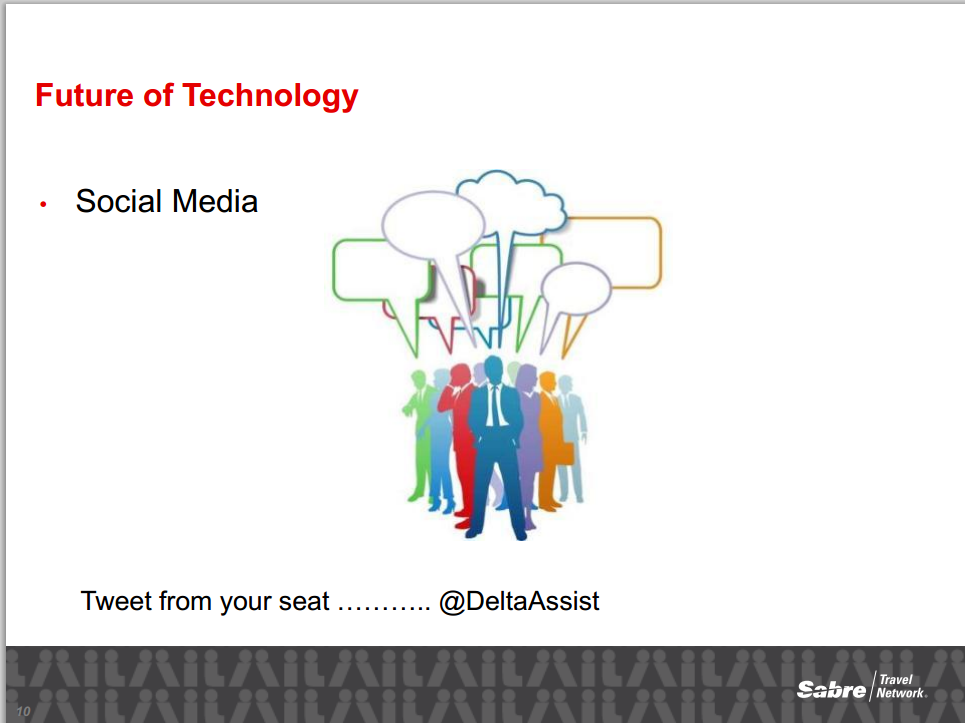 Future of Technology
• Social Media
Tweet from your seat ……….. @DeltaAssist
Sabre Travel Network®
10